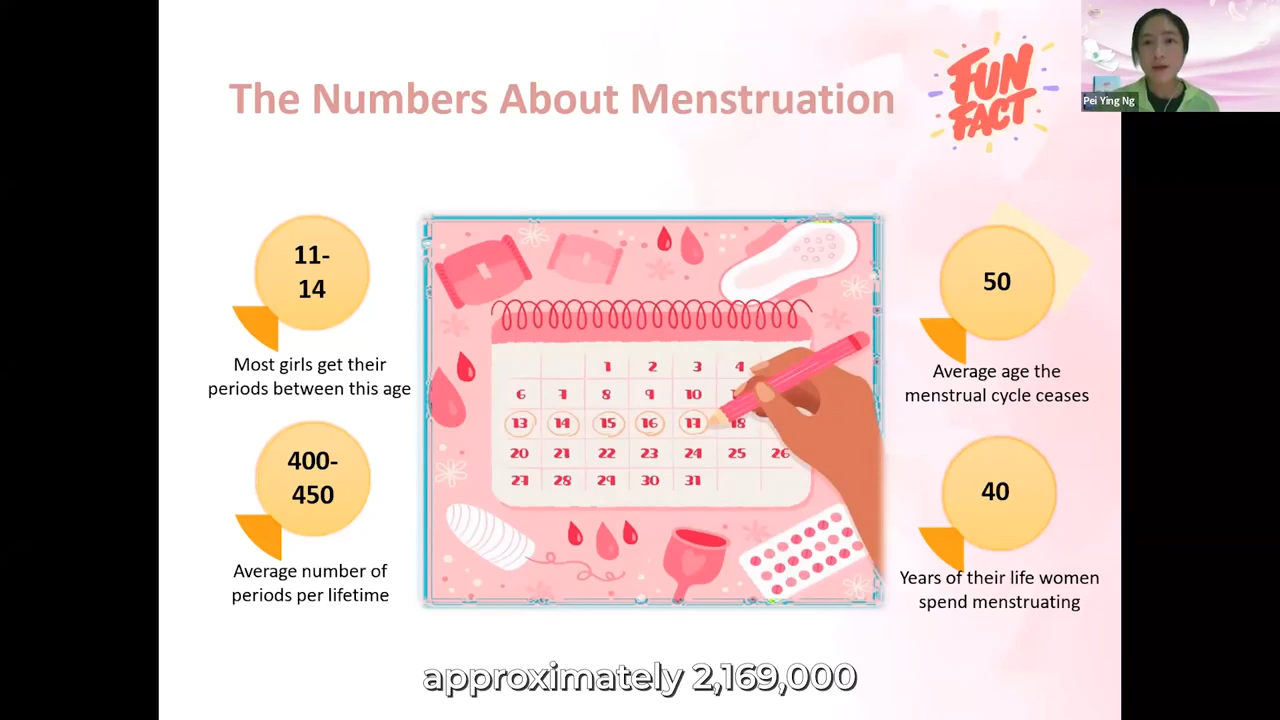 The Numbers About Menstruation
FUN
FACT
Pei Ying Ng
11-
14
Most girls get their
periods between this age
400-
450
Average number of
periods per lifetime
1 2 3 4
6 7 8 9 10
13 14 15 16 17 18
20 21 22 23 24 25 26
27 28 29 30 31
50
Average age the
menstrual cycle ceases
40
Years of their life women
spend menstruating
approximately 2,169,000